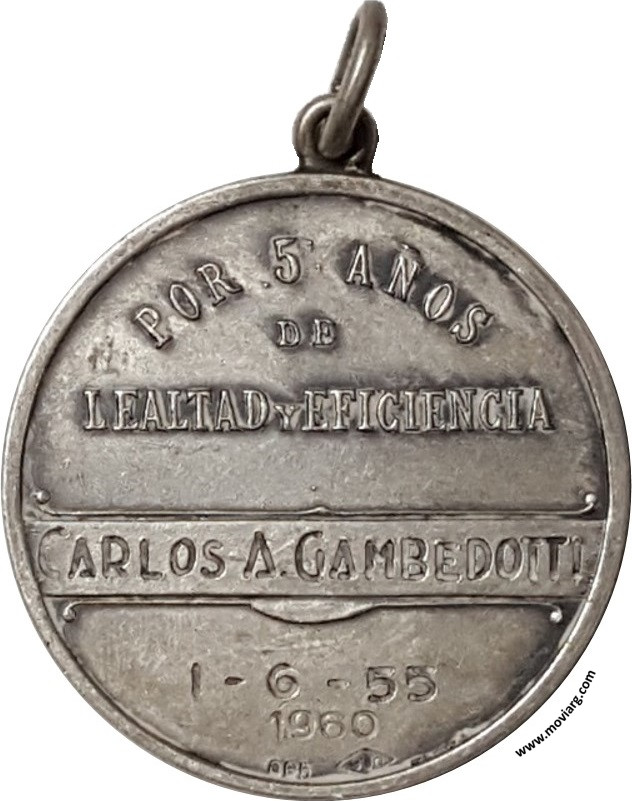 POR 5 AÑOS
DE
LEALTAD Y EFICIENCIA
CARLOS A. GAMBEDOTTI
1 - 6 - 55
1960
www.moviarg.com